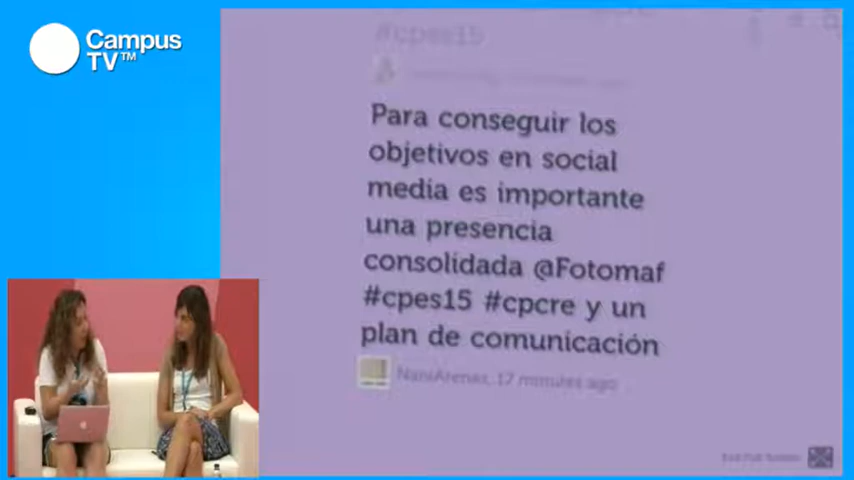 Campus
TV™
#cpes15
Para conseguir los
objetivos en social
media es importante
una presencia
consolidada @Fotomaf
#cpes15 #cpcre y un
plan de comunicación
NaniArenas, 17 minutes ago